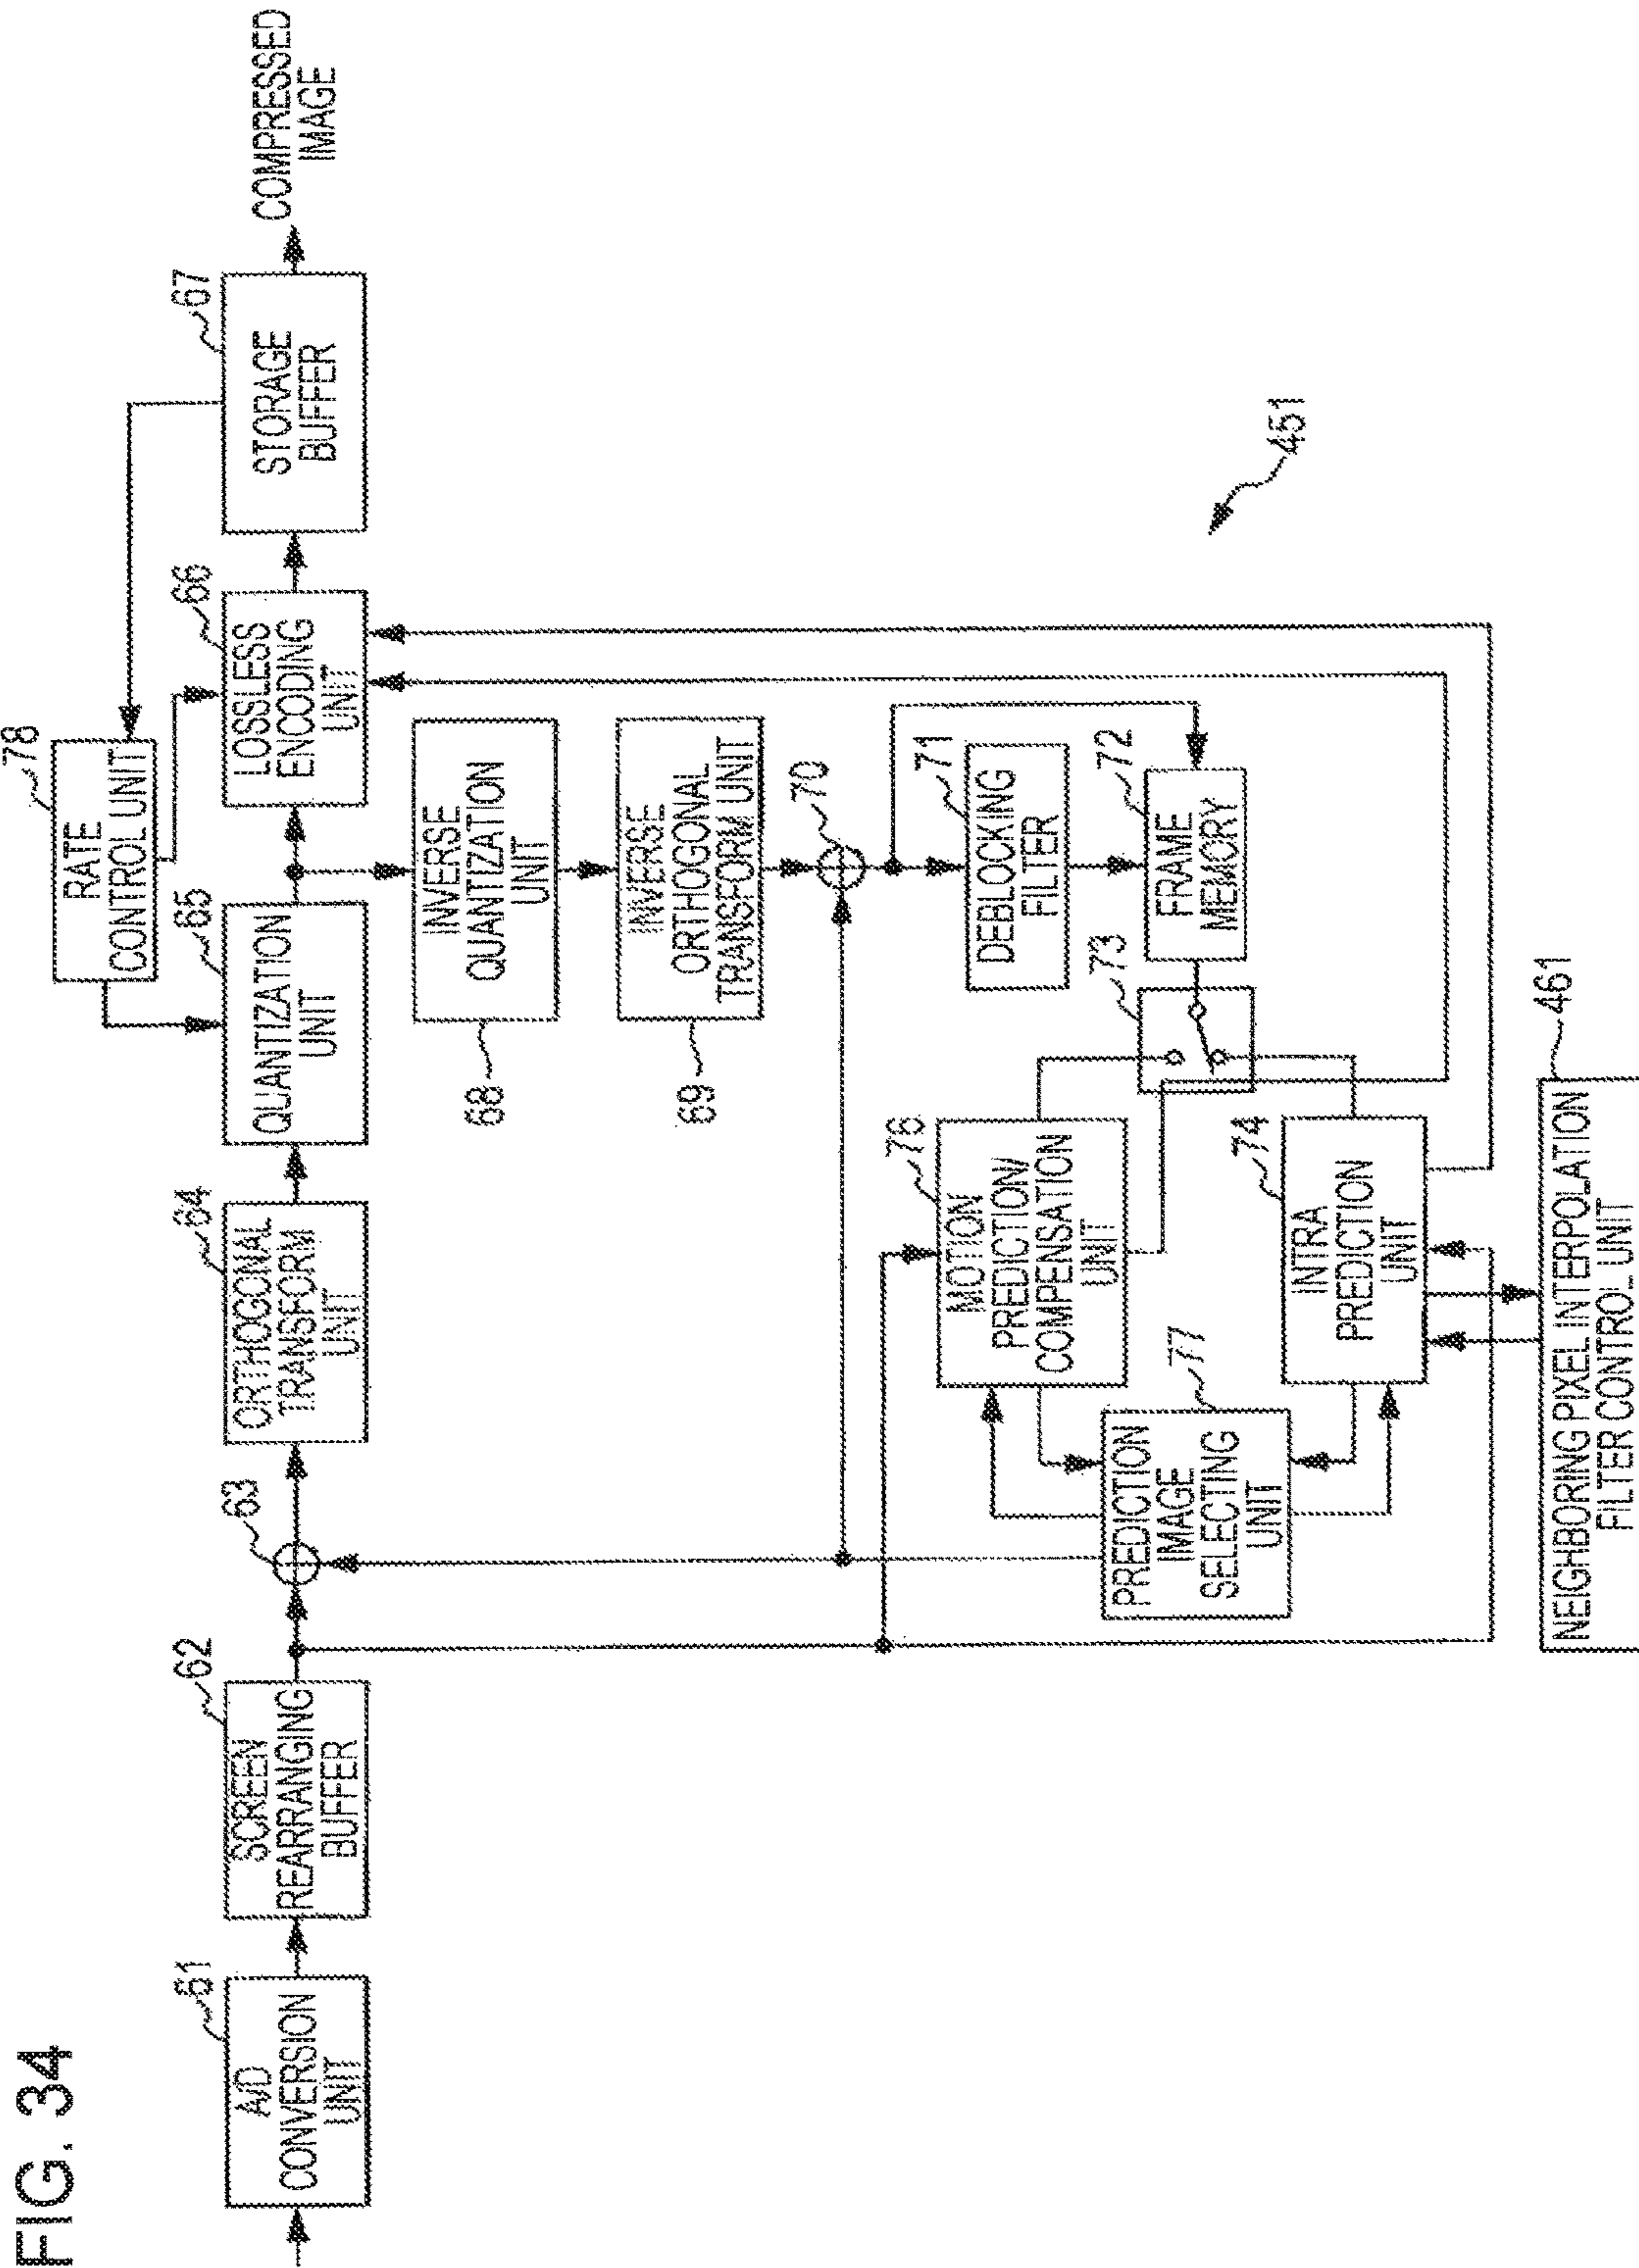 FIG. 34
61
A/D
CONVERSION
UNIT
62
SCREEN
REARRANGING
BUFFER
63
64
ORTHOGONAL
TRANSFORM
UNIT
65
QUANTIZATION
UNIT
78
RATE
CONTROL UNIT
66
LOSSLESS
ENCODING
UNIT
67
STORAGE
BUFFER
COMPRESSED
IMAGE
INVERSE
QUANTIZATION
UNIT
68
INVERSE
ORTHOGONAL
TRANSFORM UNIT
69
70
71
DEBLOCKING
FILTER
72
FRAME
MEMORY
73
76
MOTION
PREDICTION/
COMPENSATION
UNIT
74
INTRA
PREDICTION
UNIT
77
PREDICTION
IMAGE
SELECTING
UNIT
461
NEIGHBORING PIXEL INTERPOLATION
FILTER CONTROL UNIT
451